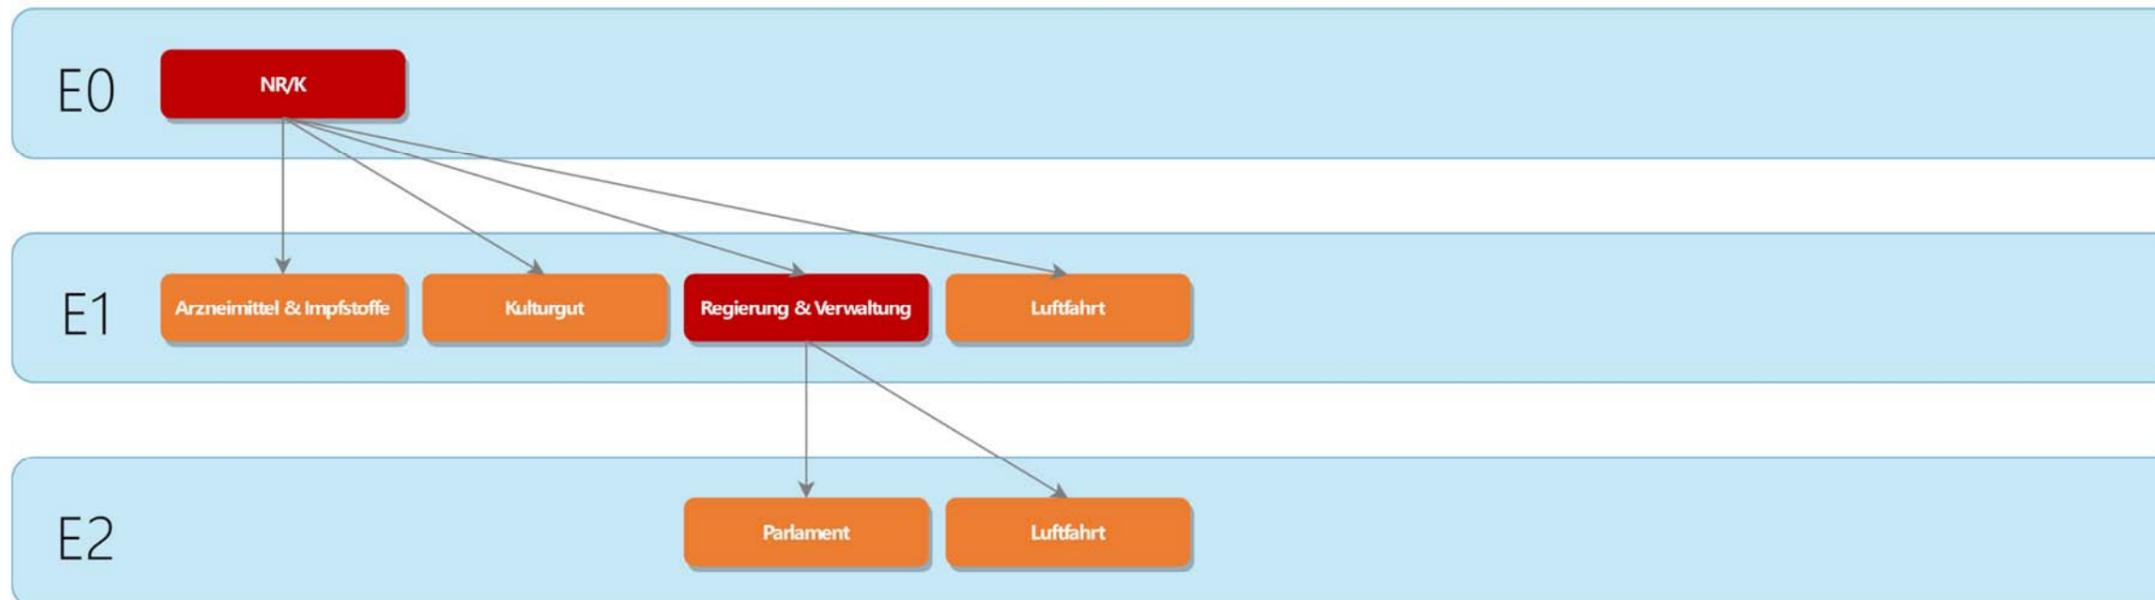 E0
NR/K
E1
Arzneimittel & Impfstoffe
Kulturgut
Regierung & Verwaltung
Luftfahrt
E2
Parlament
Luftfahrt